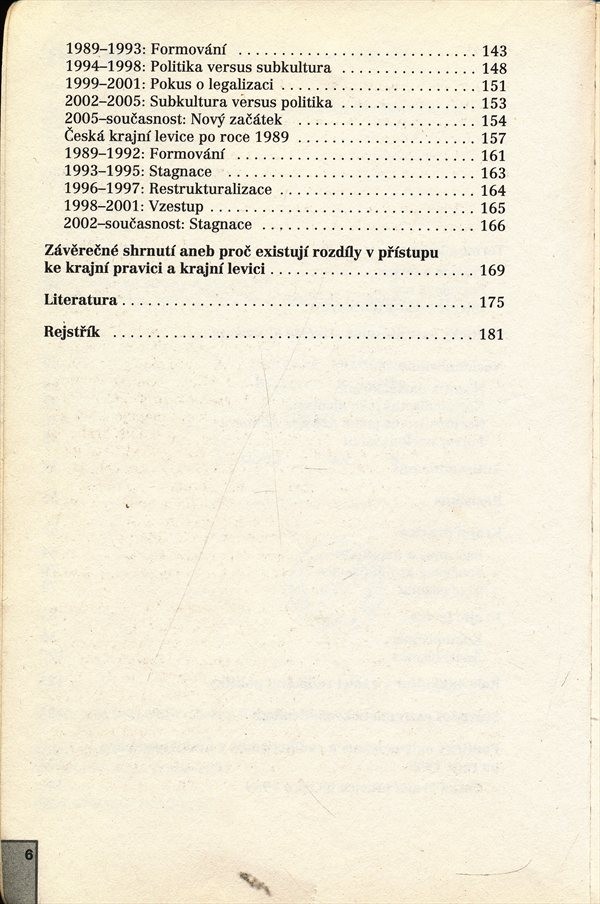 1989–1993: Formování . . . . . . . . . . . . . . . . . . . . . . . . . . . 143
1994–1998: Politika versus subkultura . . . . . . . . . . . . . . . 148
1999–2001: Pokus o legalizaci . . . . . . . . . . . . . . . . . . . . . . 151
2002–2005: Subkultura versus politika . . . . . . . . . . . . . . . 153
2005–současnost: Nový začátek . . . . . . . . . . . . . . . . . . . . 154
Česká krajní levice po roce 1989 . . . . . . . . . . . . . . . . . . . . 157
1989–1992: Formování . . . . . . . . . . . . . . . . . . . . . . . . . . . 161
1993–1995: Stagnace . . . . . . . . . . . . . . . . . . . . . . . . . . . . 163
1996–1997: Restrukturalizace . . . . . . . . . . . . . . . . . . . . . . 164
1998–2001: Vzestup . . . . . . . . . . . . . . . . . . . . . . . . . . . . . . 165
2002–současnost: Stagnace . . . . . . . . . . . . . . . . . . . . . . . . 166
Závěrečné shrnutí aneb proč existují rozdíly v přístupu
ke krajní pravici a krajní levici . . . . . . . . . . . . . . . . . . . . . . . 169
Literatura . . . . . . . . . . . . . . . . . . . . . . . . . . . . . . . . . . . . . . . . 175
Rejstřík . . . . . . . . . . . . . . . . . . . . . . . . . . . . . . . . . . . . . . . . . 181
6